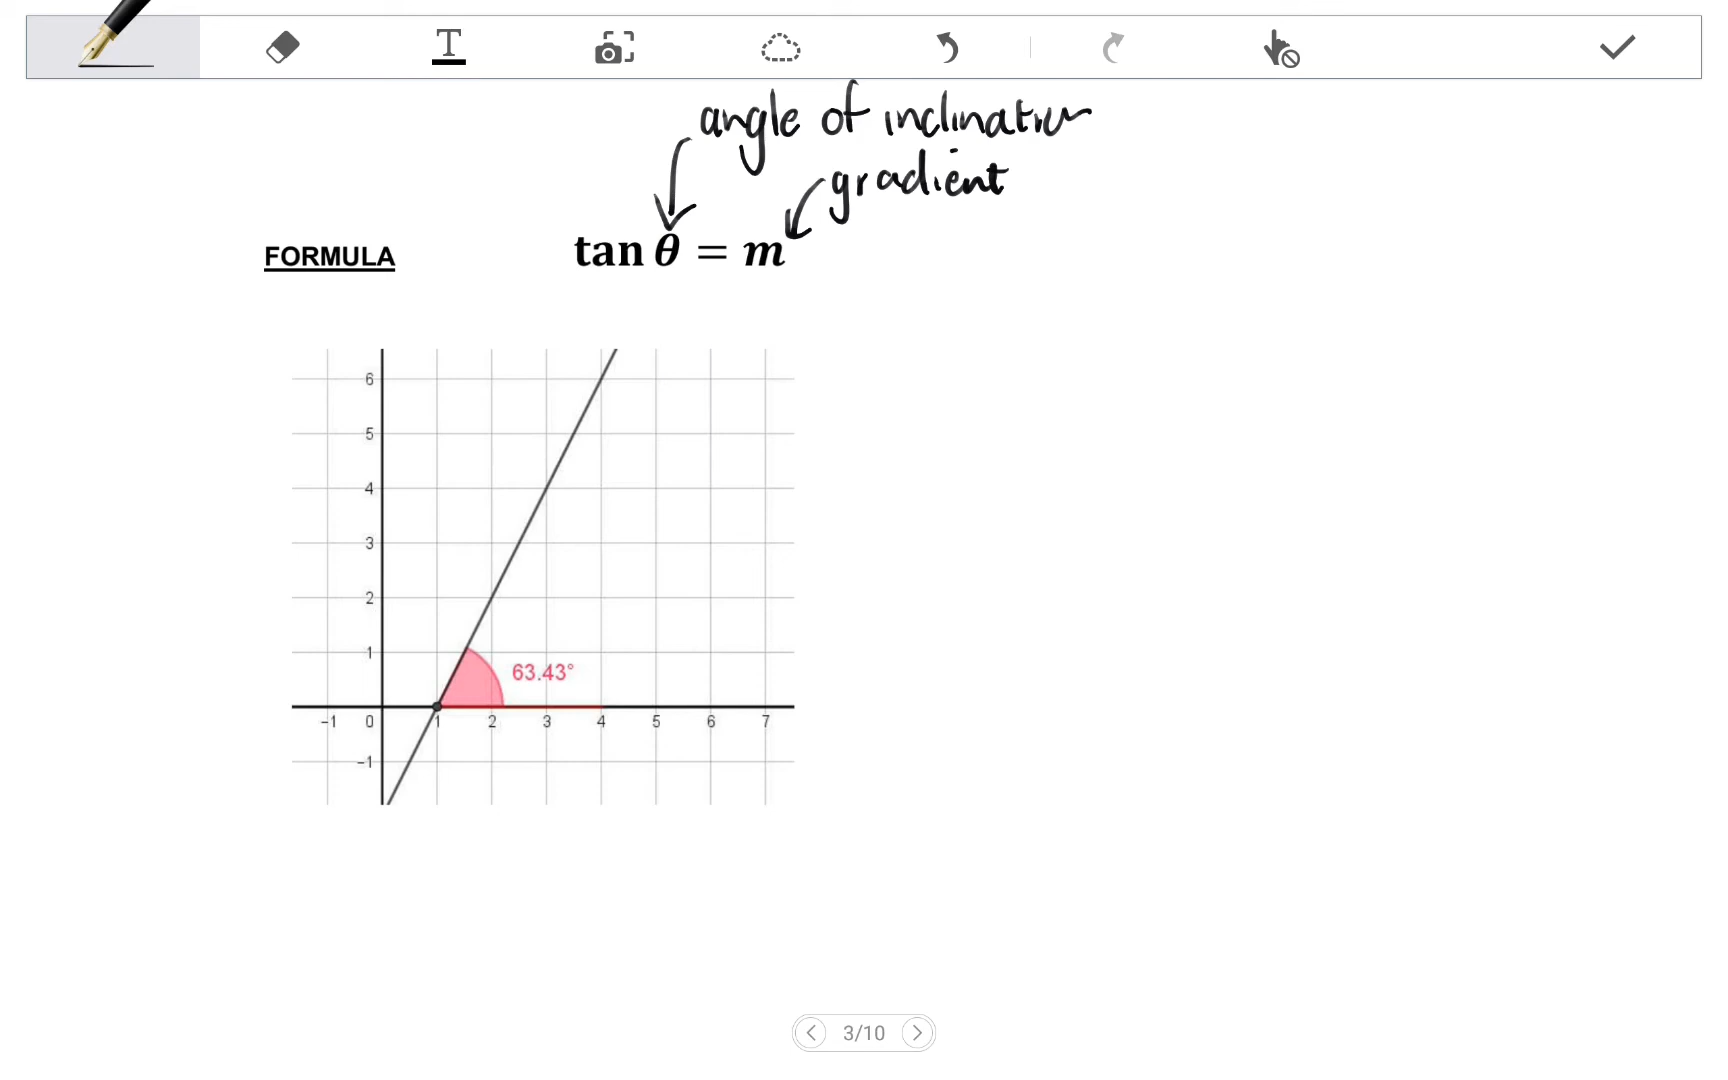 T
angle of inclination
gradient
FORMULA
tan θ = m
6
5
4
3
2
1
63.43°
−1 0 1 2 3 4 5 6 7
−1
3/10